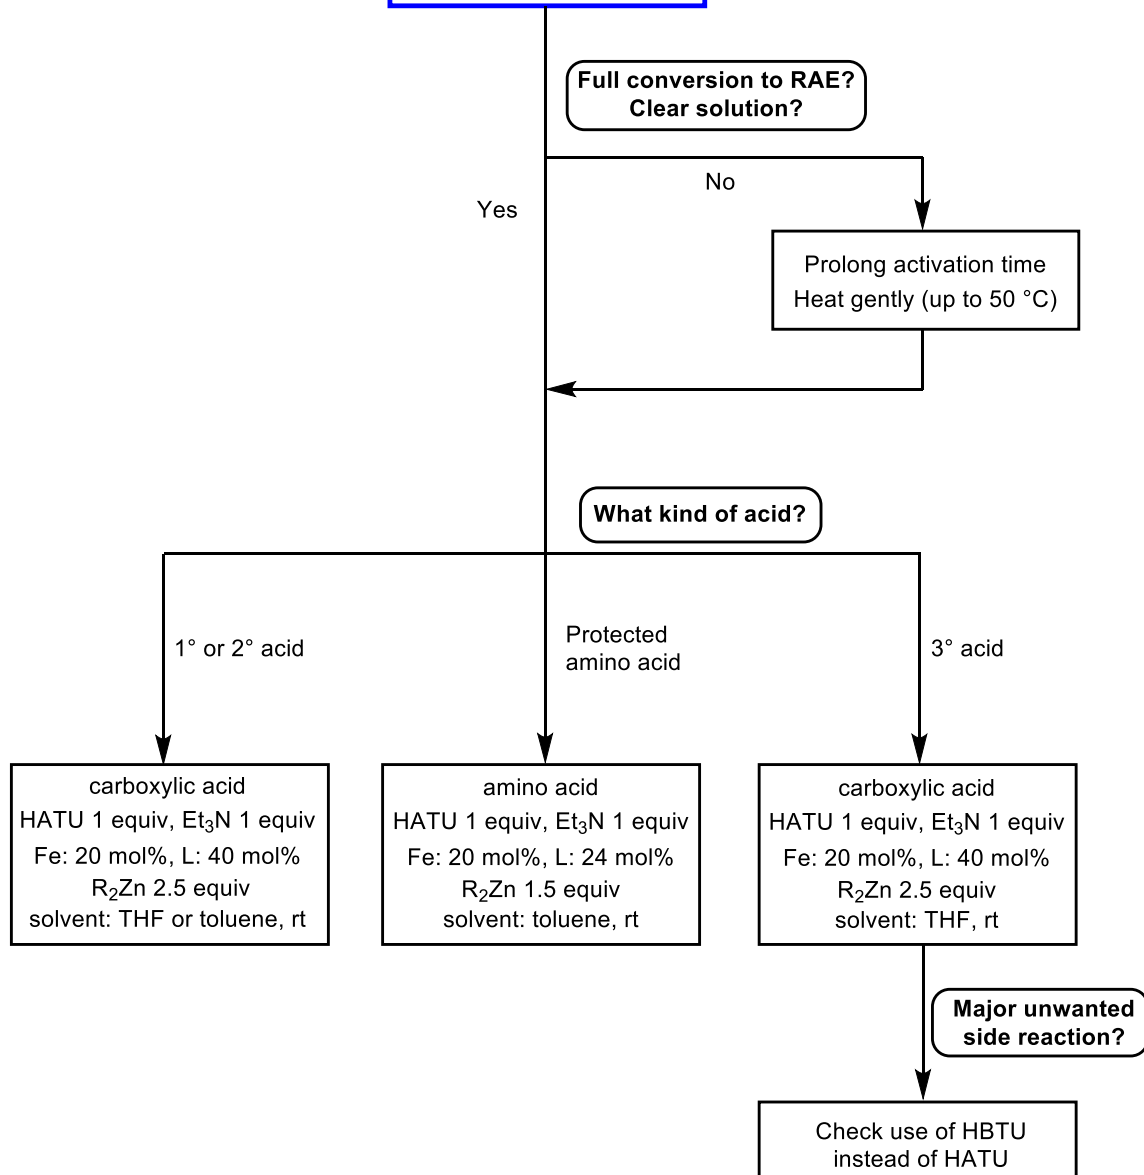 Full conversion to RAE?
Clear solution?
No
Yes
Prolong activation time
Heat gently (up to 50 °C)
What kind of acid?
1° or 2° acid
Protected
amino acid
3° acid
carboxylic acid
HATU 1 equiv, Et₃N 1 equiv
Fe: 20 mol%, L: 40 mol%
R₂Zn 2.5 equiv
solvent: THF or toluene, rt
amino acid
HATU 1 equiv, Et₃N 1 equiv
Fe: 20 mol%, L: 24 mol%
R₂Zn 1.5 equiv
solvent: toluene, rt
carboxylic acid
HATU 1 equiv, Et₃N 1 equiv
Fe: 20 mol%, L: 40 mol%
R₂Zn 2.5 equiv
solvent: THF, rt
Major unwanted
side reaction?
Check use of HBTU
instead of HATU